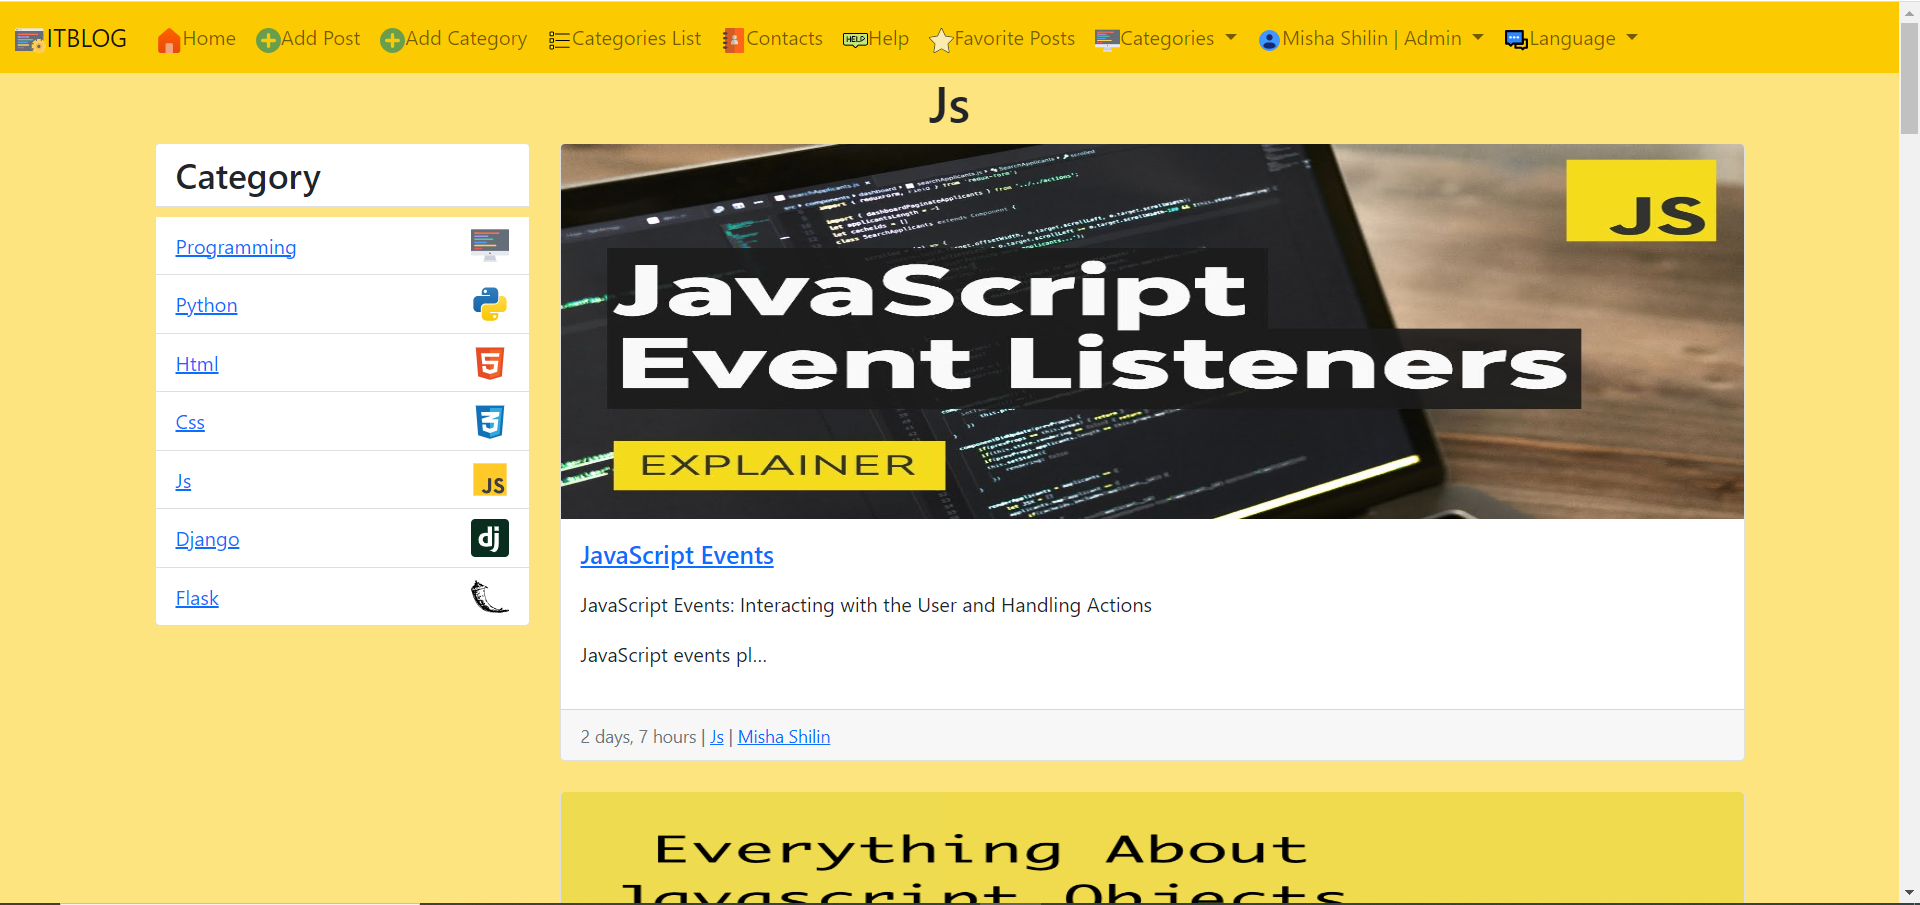 ITBLOG Home Add Post Add Category Categories List Contacts HELP Help Favorite Posts Categories Misha Shilin | Admin Language
Js
Category
Programming
Python
Html
Css
Js
JS
Django
dj
Flask
JS
JavaScript
Event Listeners
EXPLAINER
JavaScript Events
JavaScript Events: Interacting with the User and Handling Actions
JavaScript events pl...
2 days, 7 hours | Js | Misha Shilin
Everything About
Javascript Objects